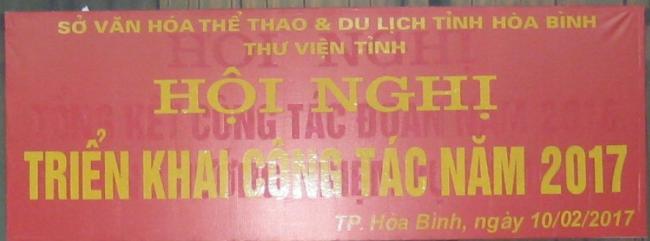 SỞ VĂN HÓA THỂ THAO & DU LỊCH TỈNH HÒA BÌNH
THƯ VIỆN TỈNH
HỘI NGHỊ
TRIỂN KHAI CÔNG TÁC NĂM 2017
TP. Hòa Bình, ngày 10/02/2017